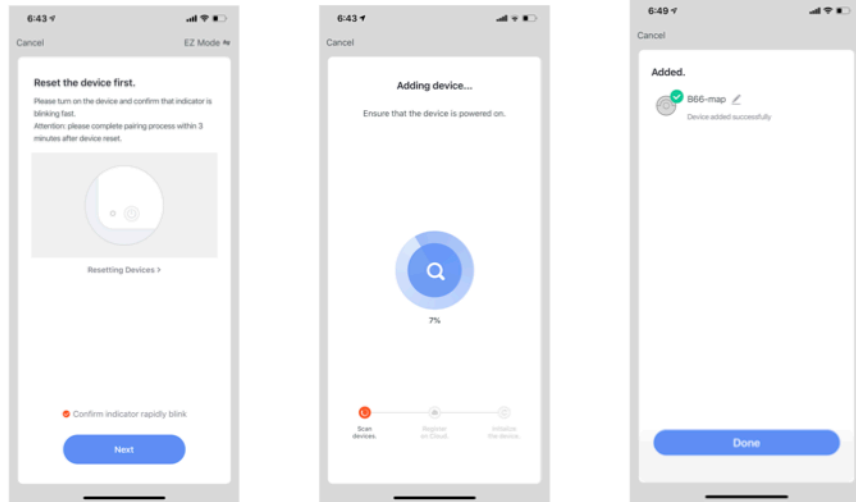 6:43
Cancel
EZ Mode
Reset the device first.
Please turn on the device and confirm that indicator is
blinking fast.
Attention: please complete pairing process within 3
minutes after device reset.
Resetting Devices >
Confirm indicator rapidly blink
Next
6:43
Cancel
Adding device...
Ensure that the device is powered on.
7%
Scan
devices.
Register
on Cloud.
Initialize
the device.
6:49
Cancel
Added.
B66-map
Device added successfully
Done